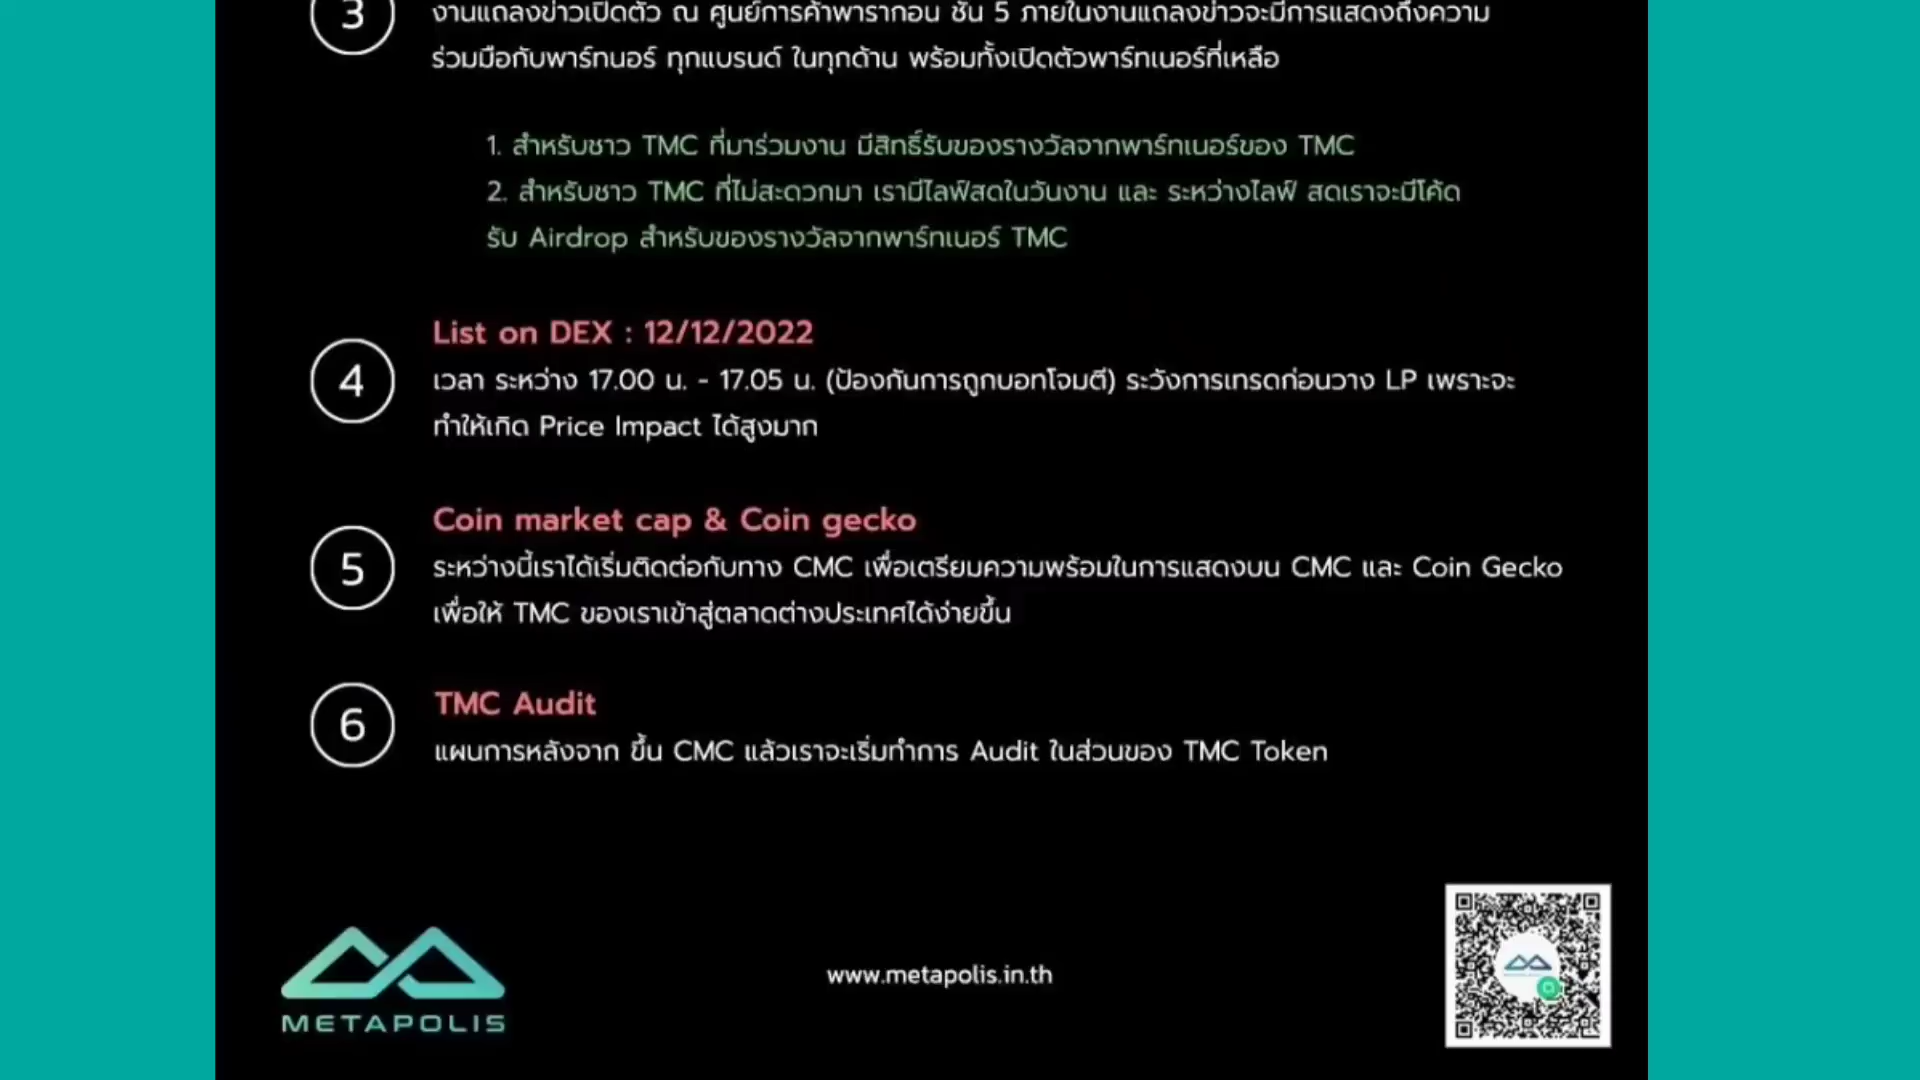 3
งานแถลงข่าวเปิดตัว ณ ศูนย์การค้าพารากอน ชั้น 5 ภายในงานแถลงข่าวจะมีการแสดงถึงความ
ร่วมมือกับพาร์ทนอร์ ทุกแบรนด์ ในทุกด้าน พร้อมทั้งเปิดตัวพาร์ทเนอร์ที่เหลือ
1. สำหรับชาว TMC ที่มาร่วมงาน มีสิทธิ์รับของรางวัลจากพาร์ทเนอร์ของ TMC
2. สำหรับชาว TMC ที่ไม่สะดวกมา เรามีไลฟ์สดในวันงาน และ ระหว่างไลฟ์ สดเราจะมีโค้ด
รับ Airdrop สำหรับของรางวัลจากพาร์ทเนอร์ TMC
4
List on DEX : 12/12/2022
เวลา ระหว่าง 17.00 น. - 17.05 น. (ป้องกันการถูกบอทโจมตี) ระวังการเทรดก่อนวาง LP เพราะจะ
ทำให้เกิด Price Impact ได้สูงมาก
5
Coin market cap & Coin gecko
ระหว่างนี้เราได้เริ่มติดต่อกับทาง CMC เพื่อเตรียมความพร้อมในการแสดงบน CMC และ Coin Gecko
เพื่อให้ TMC ของเราเข้าสู่ตลาดต่างประเทศได้ง่ายขึ้น
6
TMC Audit
แผนการหลังจาก ขึ้น CMC แล้วเราจะเริ่มทำการ Audit ในส่วนของ TMC Token
www.metapolis.in.th
METAPOLIS